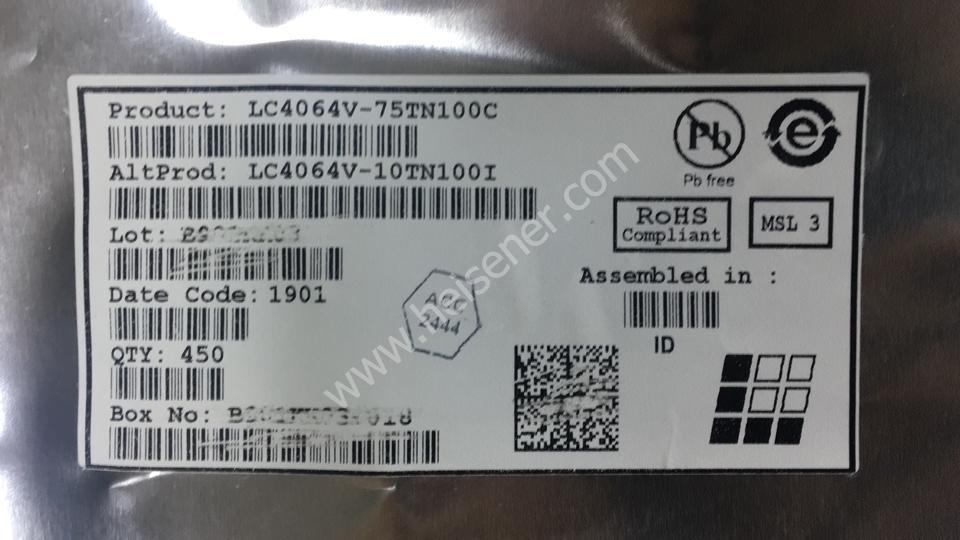 Product: LC4064V-75TN100C
AltProd: LC4064V-10TN100I
Lot:
Date Code: 1901
QTY: 450
Box No:
Pb
Pb free
e
RoHS
Compliant
MSL 3
Assembled in :
ID
ACC
2444
www.heisener.com